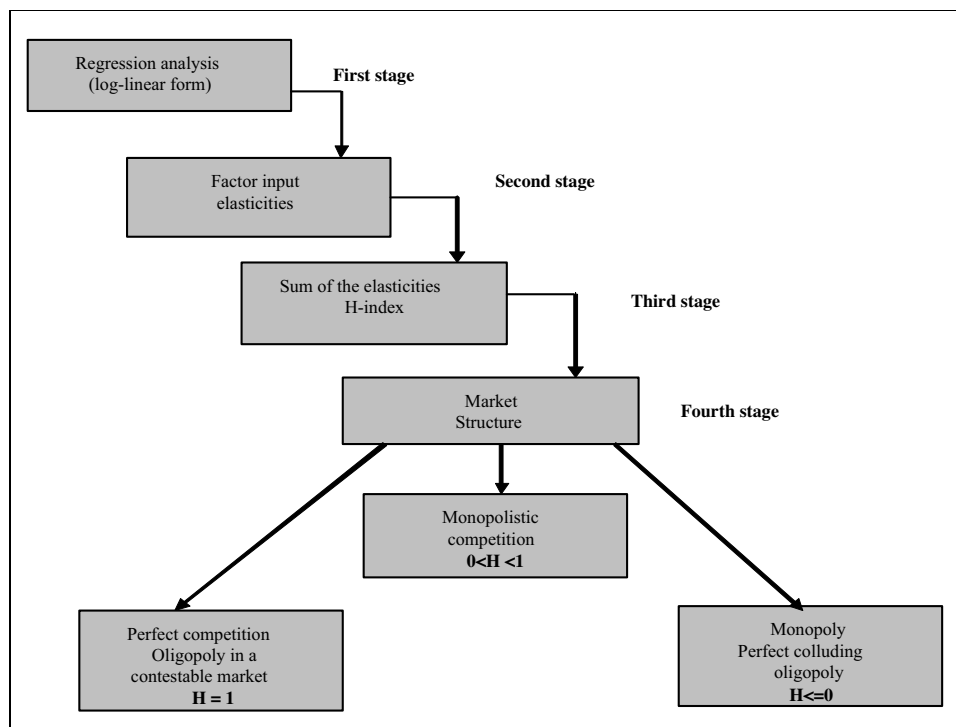 Regression analysis
(log-linear form)
First stage
Factor input
elasticities
Second stage
Sum of the elasticities
H-index
Third stage
Market
Structure
Fourth stage
Monopolistic
competition
0<H <1
Perfect competition
Oligopoly in a
contestable market
H = 1
Monopoly
Perfect colluding
oligopoly
H<=0